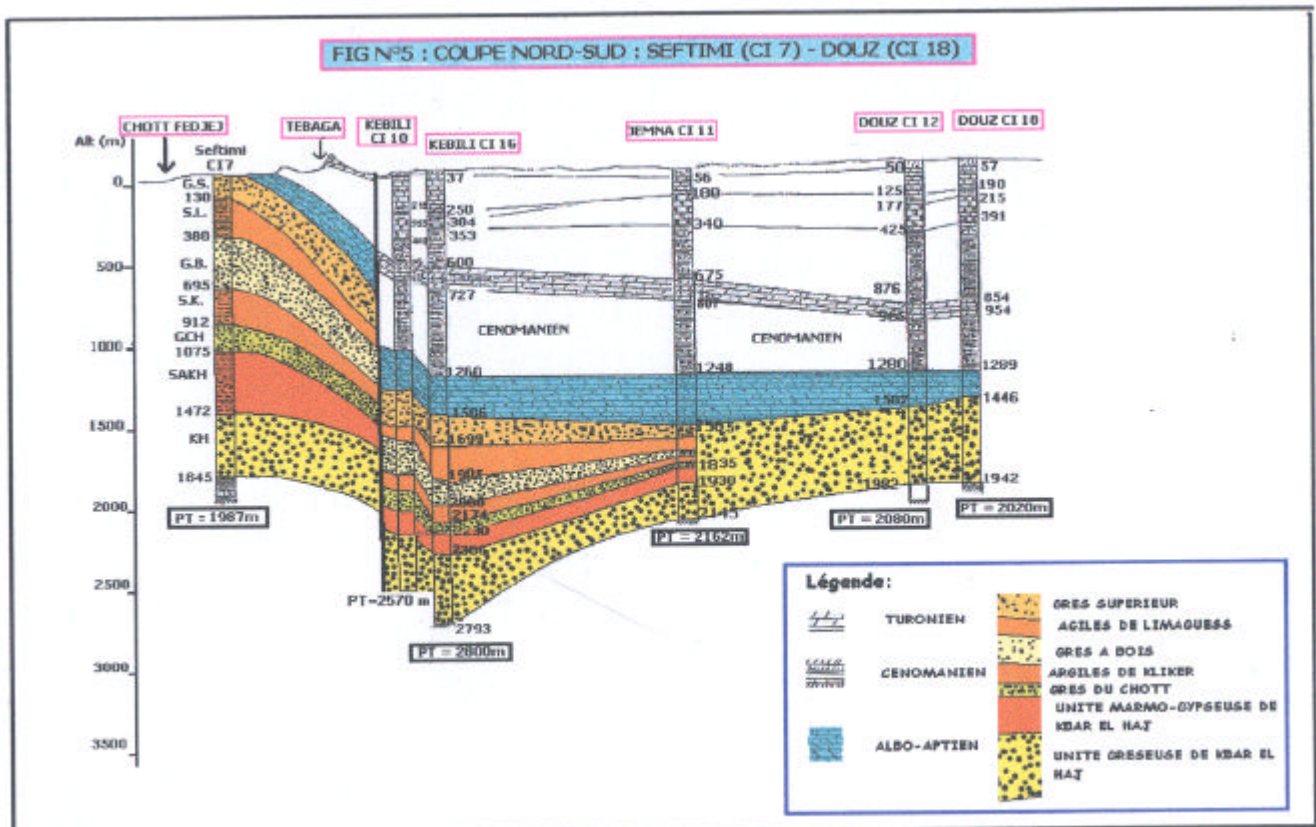 FIG N°5 : COUPE NORD-SUD : SEFTIMI (CI 7) - DOUZ (CI 18)
CHOTT FEDJEJ
TEBAGA
KEBILI
CI 10
KEBILI CI 16
JEMNA CI 11
DOUZ CI 12
DOUZ CI 18
Alt (m)
Seftimi
CI7
0
500
1000
1500
2000
2500
3000
3500
G.S.
130
S.L.
380
G.B.
695
S.K.
912
GCH
1075
SAKH
1472
KH
1845
PT = 1987m
PT=2570 m
37
250
304
353
600
727
1260
1586
1699
1905
2174
2793
PT = 2800m
CENOMANIEN
56
180
340
675
1240
1835
1930
2145
PT = 2162m
CENOMANIEN
50
125
177
425
876
1280
1982
PT = 2080m
57
190
215
391
854
954
1289
1446
1942
PT = 2020m
Légende:
TURONIEN
CENOMANIEN
ALBO-APTIEN
GRES SUPERIEUR
AGILES DE LIMAGUESS
GRES A BOIS
ARGILES DE KLIKER
GRES DU CHOTT
UNITE MARMO-GYPSEUSE DE
KBAR EL HAJ
UNITE GRESEUSE DE KBAR EL
HAJ